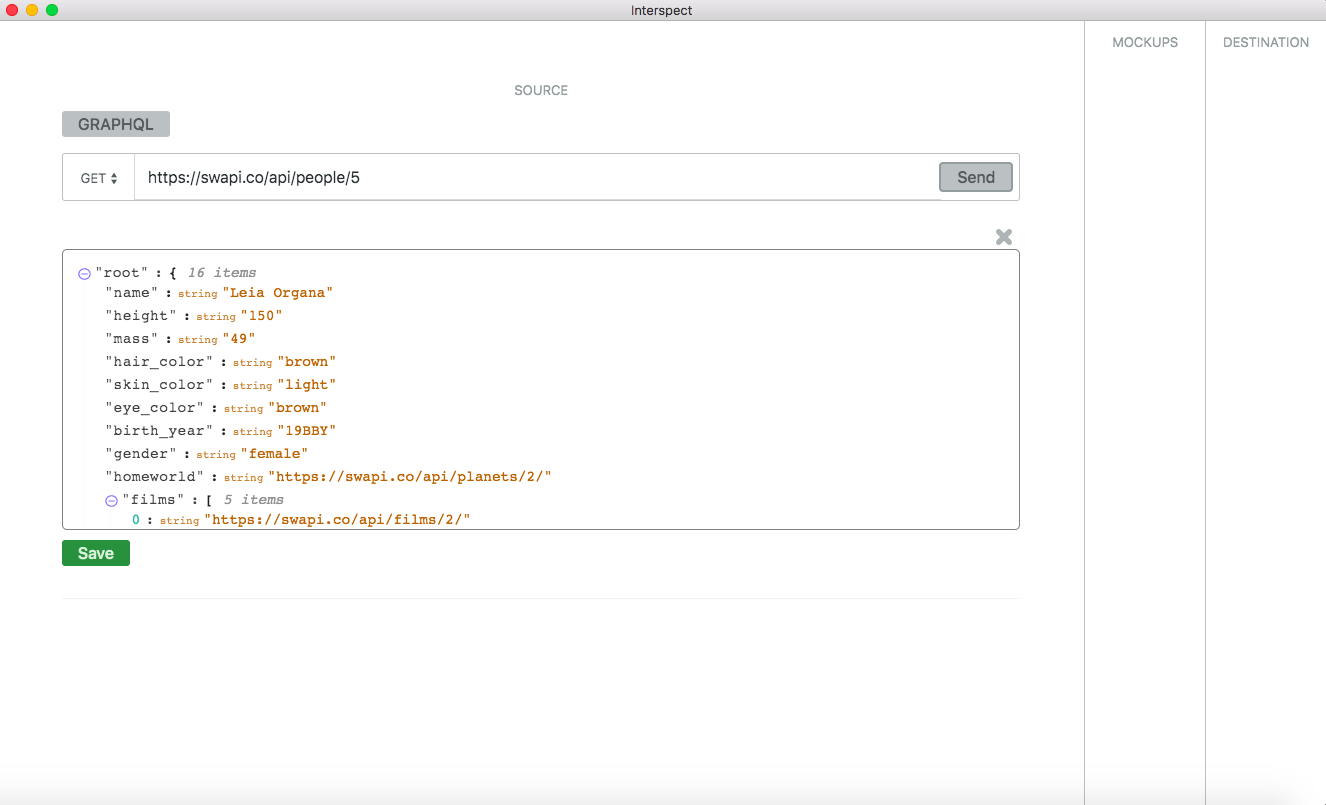 Interspect
MOCKUPS
DESTINATION
SOURCE
GRAPHQL
GET https://swapi.co/api/people/5 Send
"root" : { 16 items
"name" : string "Leia Organa"
"height" : string "150"
"mass" : string "49"
"hair_color" : string "brown"
"skin_color" : string "light"
"eye_color" : string "brown"
"birth_year" : string "19BBY"
"gender" : string "female"
"homeworld" : string "https://swapi.co/api/planets/2/"
"films" : [ 5 items
0 : string "https://swapi.co/api/films/2/"
Save